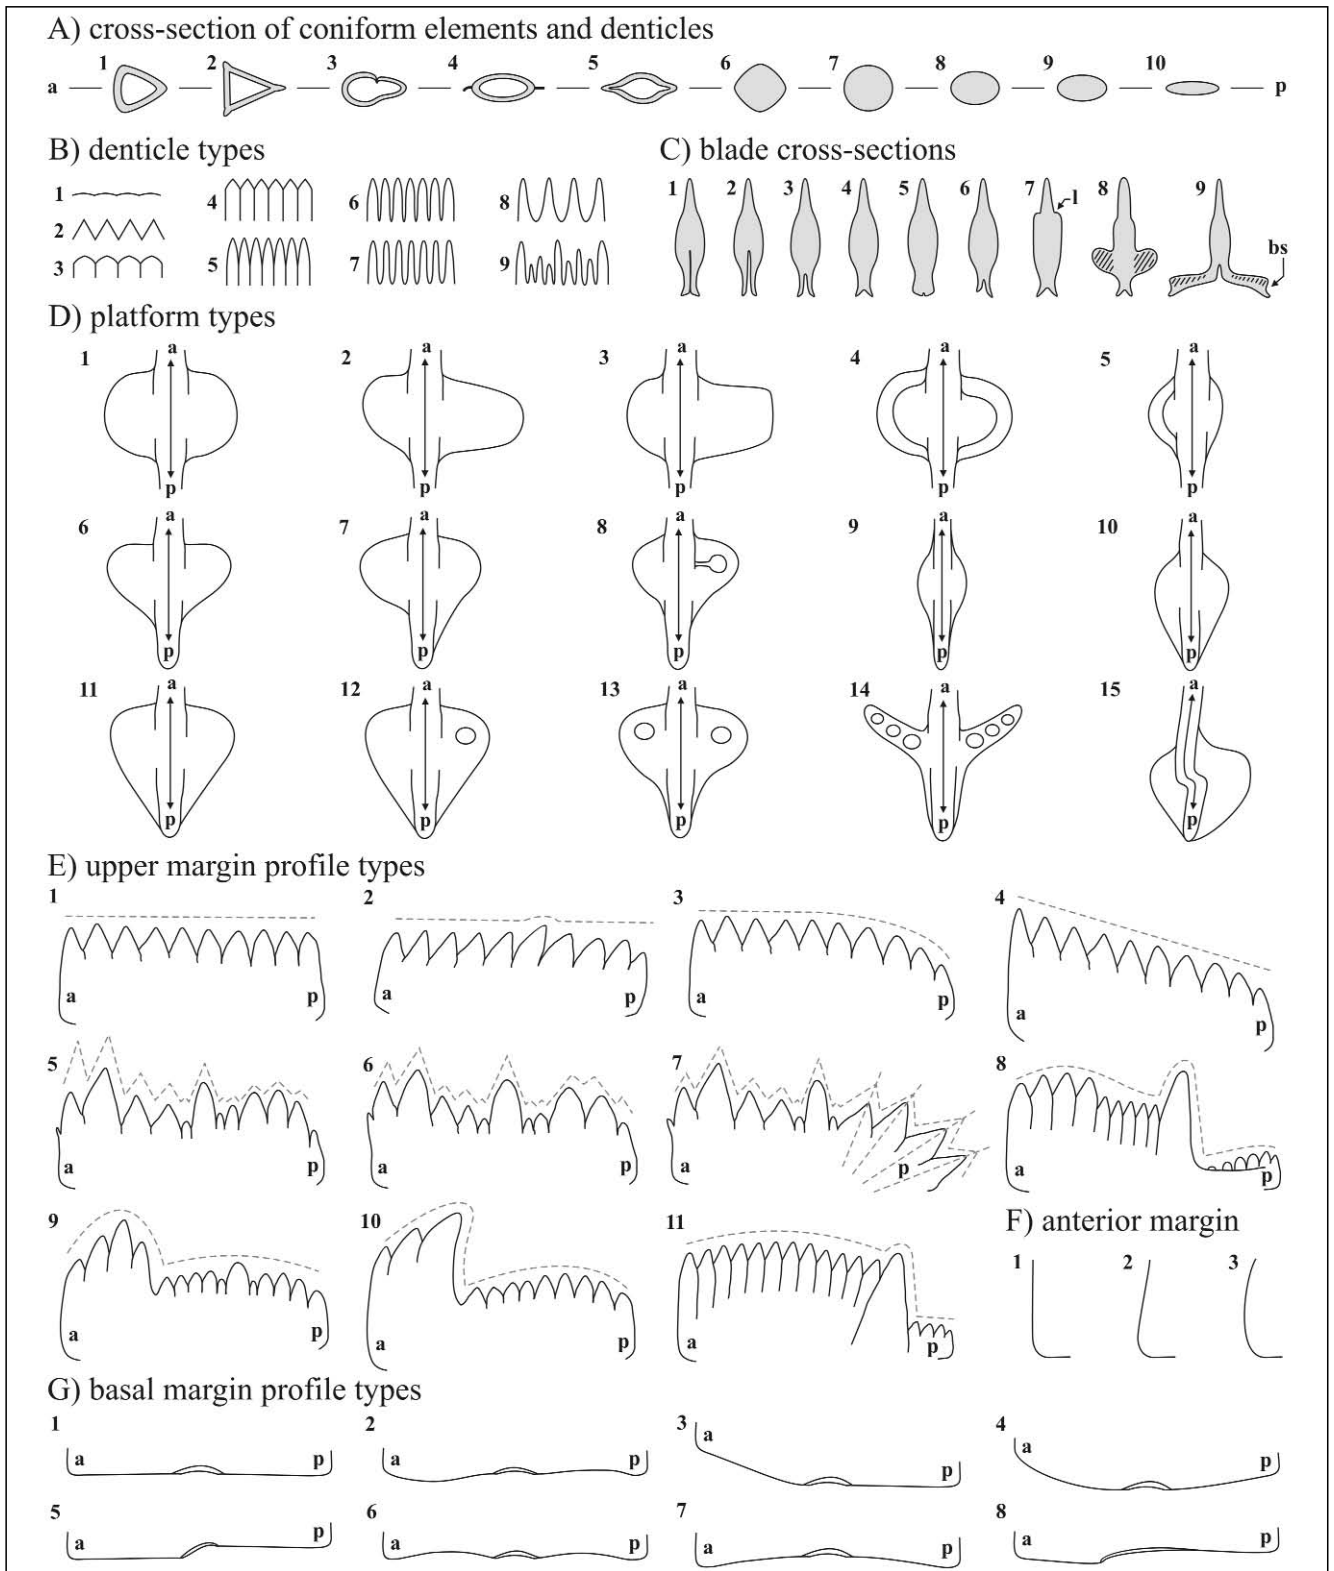 A) cross-section of coniform elements and denticles
1 2 3 4 5 6 7 8 9 10
a p
B) denticle types
1 4 6 8
2
3 5 7 9
C) blade cross-sections
1 2 3 4 5 6 7 l 8 9
bs
D) platform types
1 a p 2 a p 3 a p 4 a p 5 a p
6 a p 7 a p 8 a p 9 a p 10 a p
11 a p 12 a p 13 a p 14 a p 15 a p
E) upper margin profile types
1 a p 2 a p 3 a p 4 a p
5 a p 6 a p 7 a p 8 a p
9 a p 10 a p 11 a p
F) anterior margin
1 2 3
G) basal margin profile types
1 a p 2 a p 3 a p 4 a p
5 a p 6 a p 7 a p 8 a p